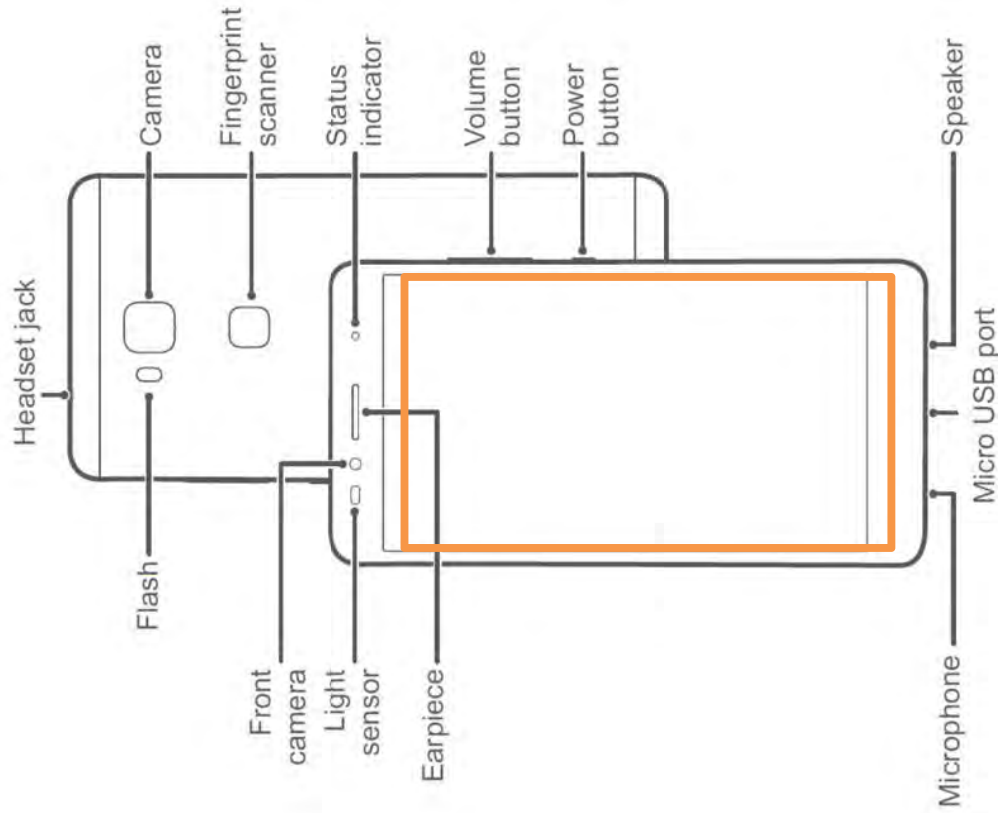 Headset jack
Camera
Fingerprint
scanner
Flash
Status
indicator
Front
camera
Light
sensor
Volume
button
Earpiece
Power
button
Microphone
Micro USB port
Speaker